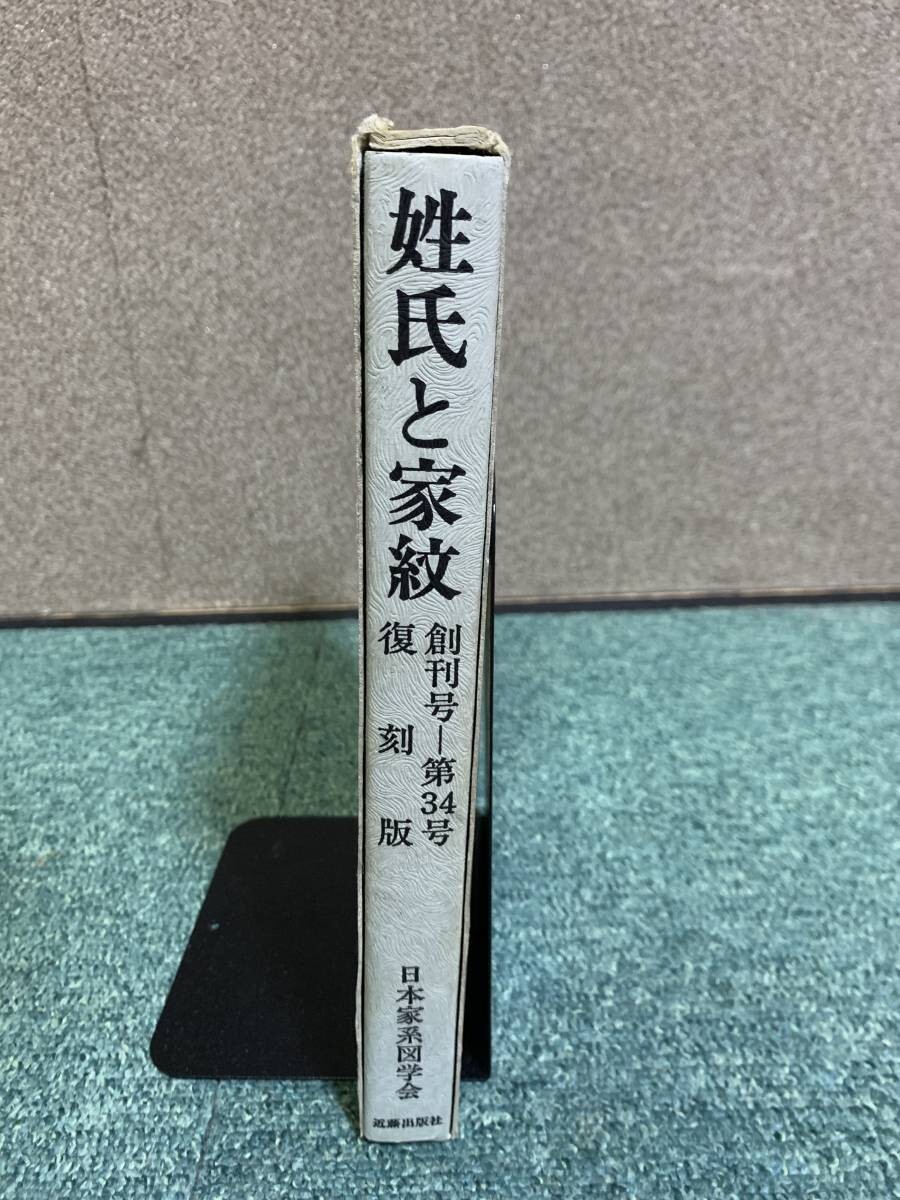 姓氏と家紋
創刊号ー第34号
復刻版
日本家系図学会
近藤出版社